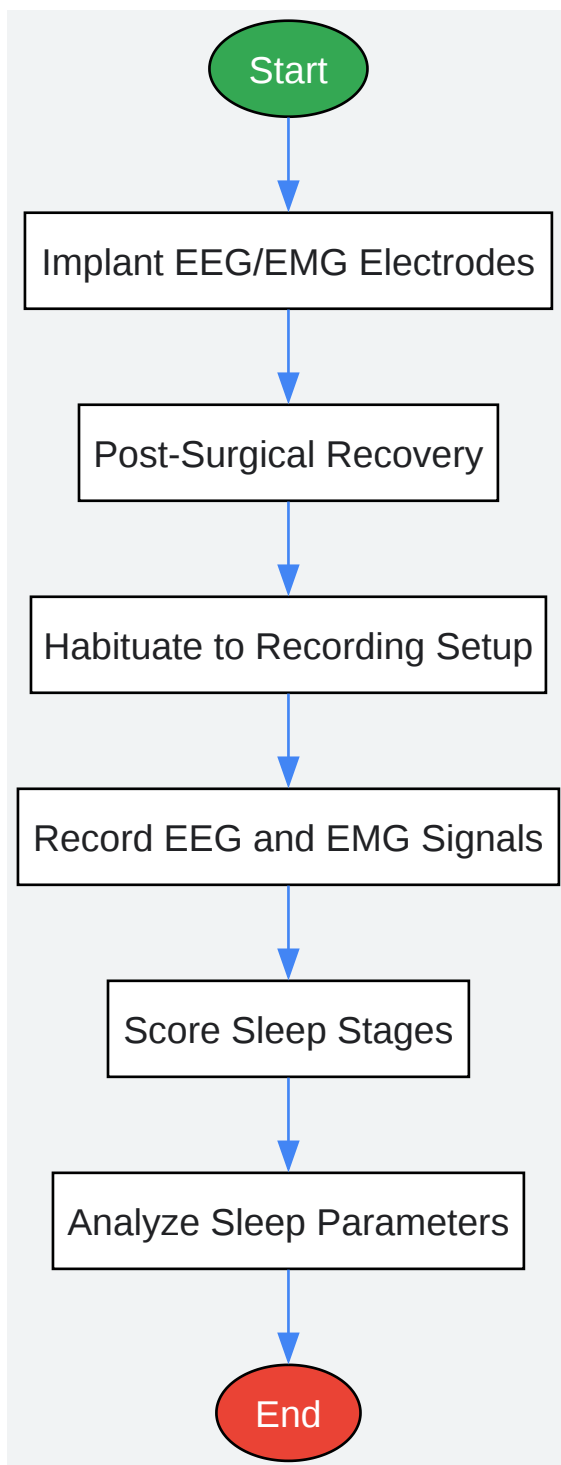 Start
Implant EEG/EMG Electrodes
Post-Surgical Recovery
Habituate to Recording Setup
Record EEG and EMG Signals
Score Sleep Stages
Analyze Sleep Parameters
End